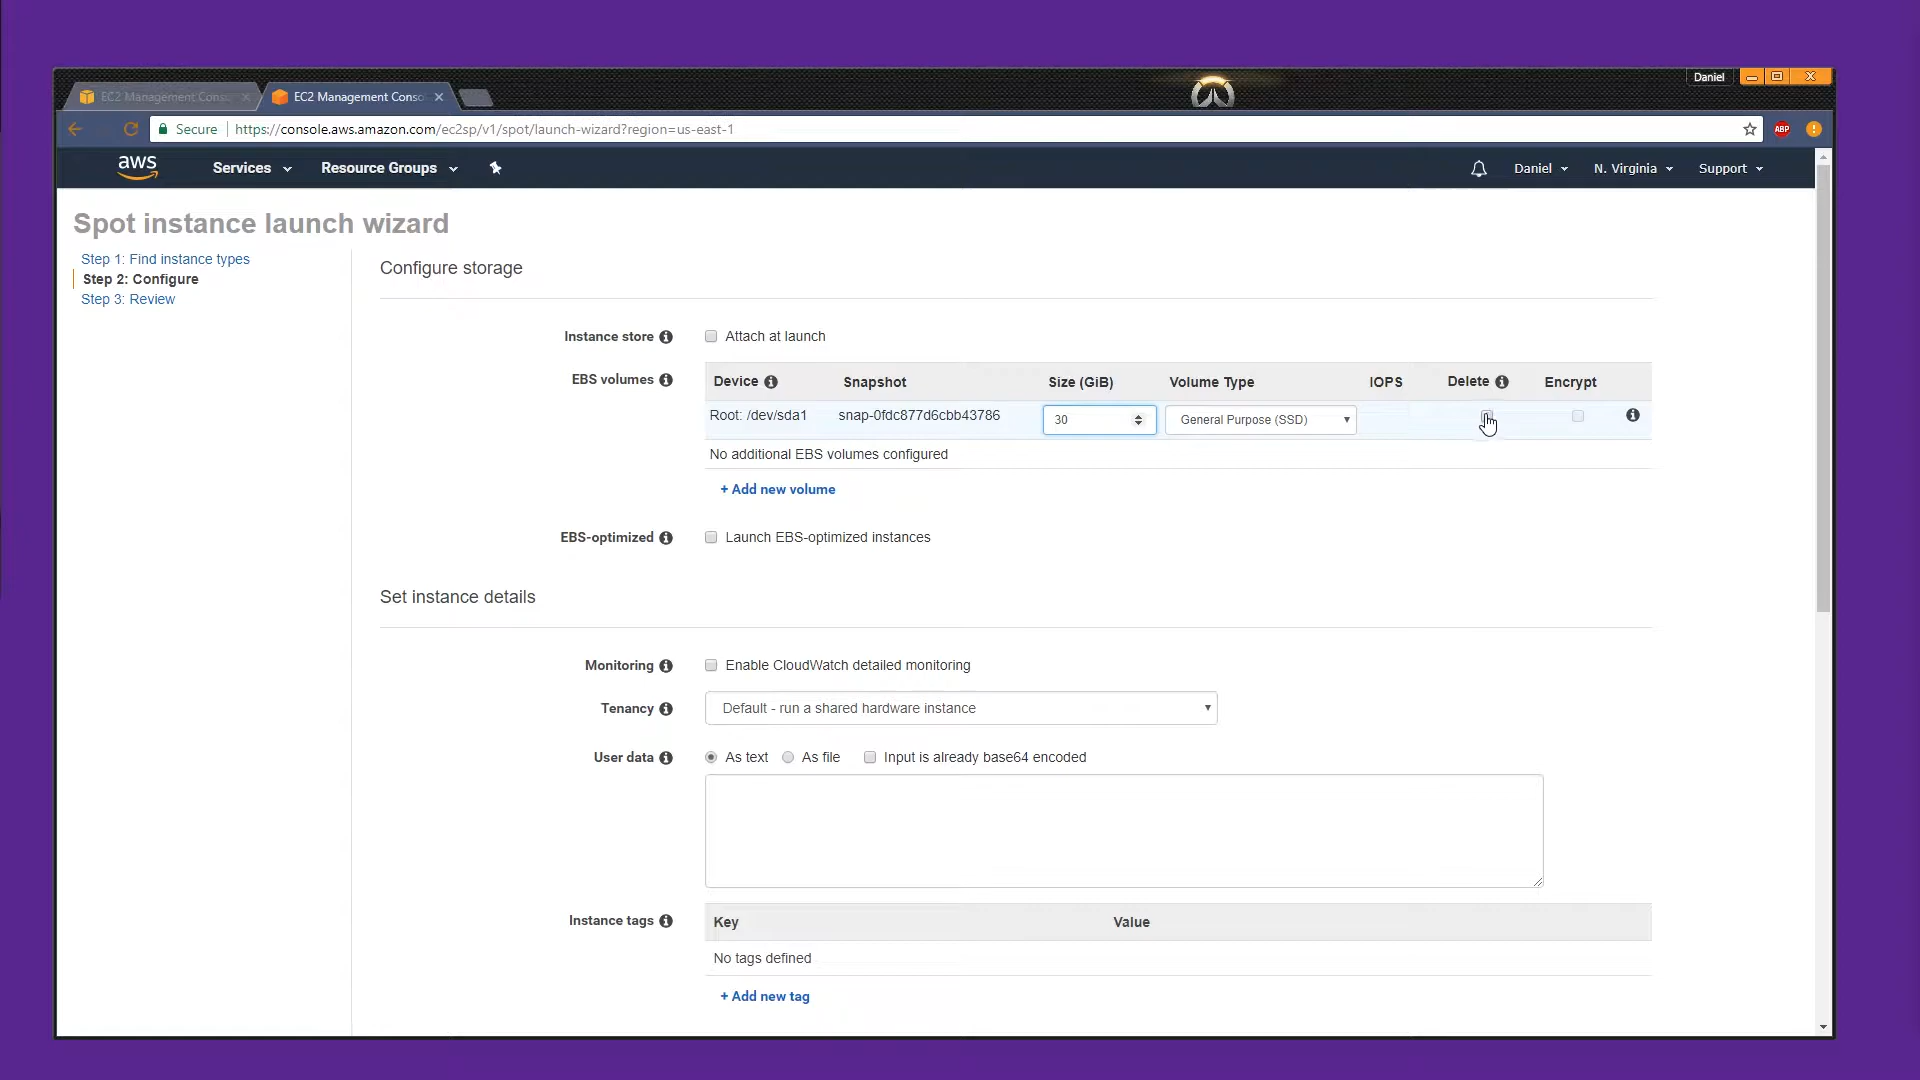 Daniel
EC2 Management Conso
EC2 Management Conso
Secure
https://console.aws.amazon.com/ec2sp/v1/spot/launch-wizard?region=us-east-1
ABP
aws
Services
Resource Groups
Daniel
N. Virginia
Support
Spot instance launch wizard
Step 1: Find instance types
Step 2: Configure
Step 3: Review
Configure storage
Instance store
Attach at launch
EBS volumes
Device Snapshot Size (GiB) Volume Type IOPS Delete Encrypt
Root: /dev/sda1 snap-0fdc877d6cbb43786 30 General Purpose (SSD)
No additional EBS volumes configured
+ Add new volume
EBS-optimized
Launch EBS-optimized instances
Set instance details
Monitoring
Enable CloudWatch detailed monitoring
Tenancy
Default - run a shared hardware instance
User data
As text As file Input is already base64 encoded
Instance tags
Key Value
No tags defined
+ Add new tag